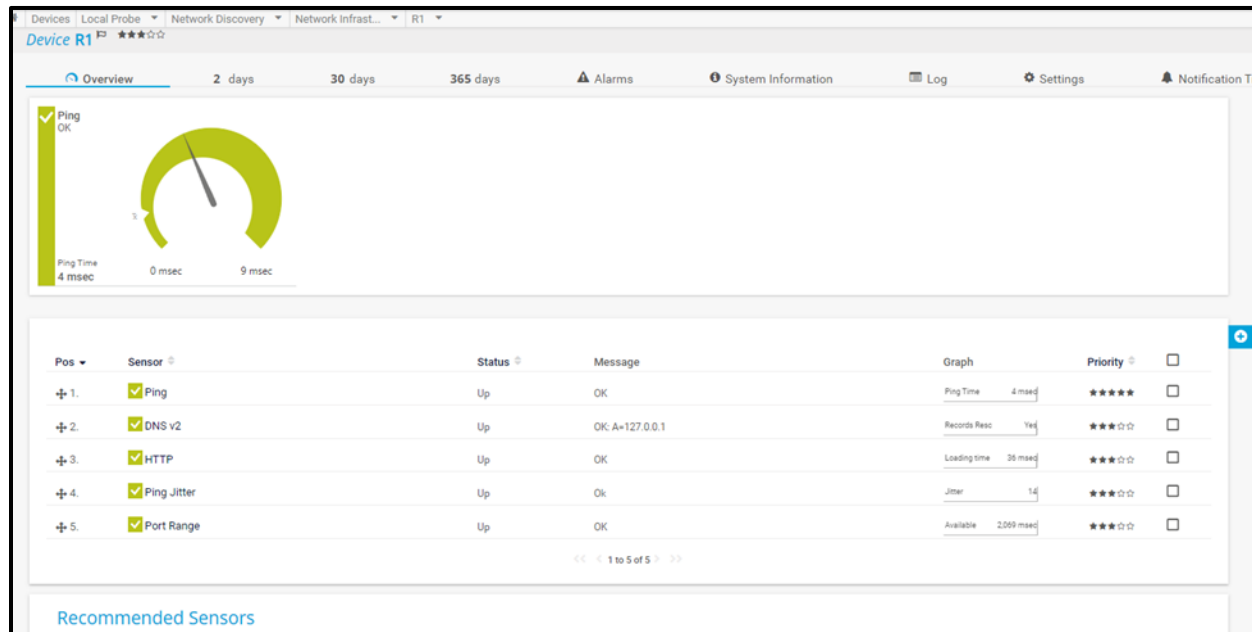 Devices Local Probe Network Discovery Network Infrast... R1
Device R1
Overview 2 days 30 days 365 days Alarms System Information Log Settings Notification T
Ping
OK
Ping Time
4 msec
0 msec 9 msec
Pos Sensor Status Message Graph Priority
1. Ping Up OK Ping Time 4 msec
2. DNS v2 Up OK: A=127.0.0.1 Records Reso Yes
3. HTTP Up OK Loading time 36 msec
4. Ping Jitter Up Ok Jitter 14
5. Port Range Up OK Available 2,069 msec
<< < 1 to 5 of 5 > >>
Recommended Sensors